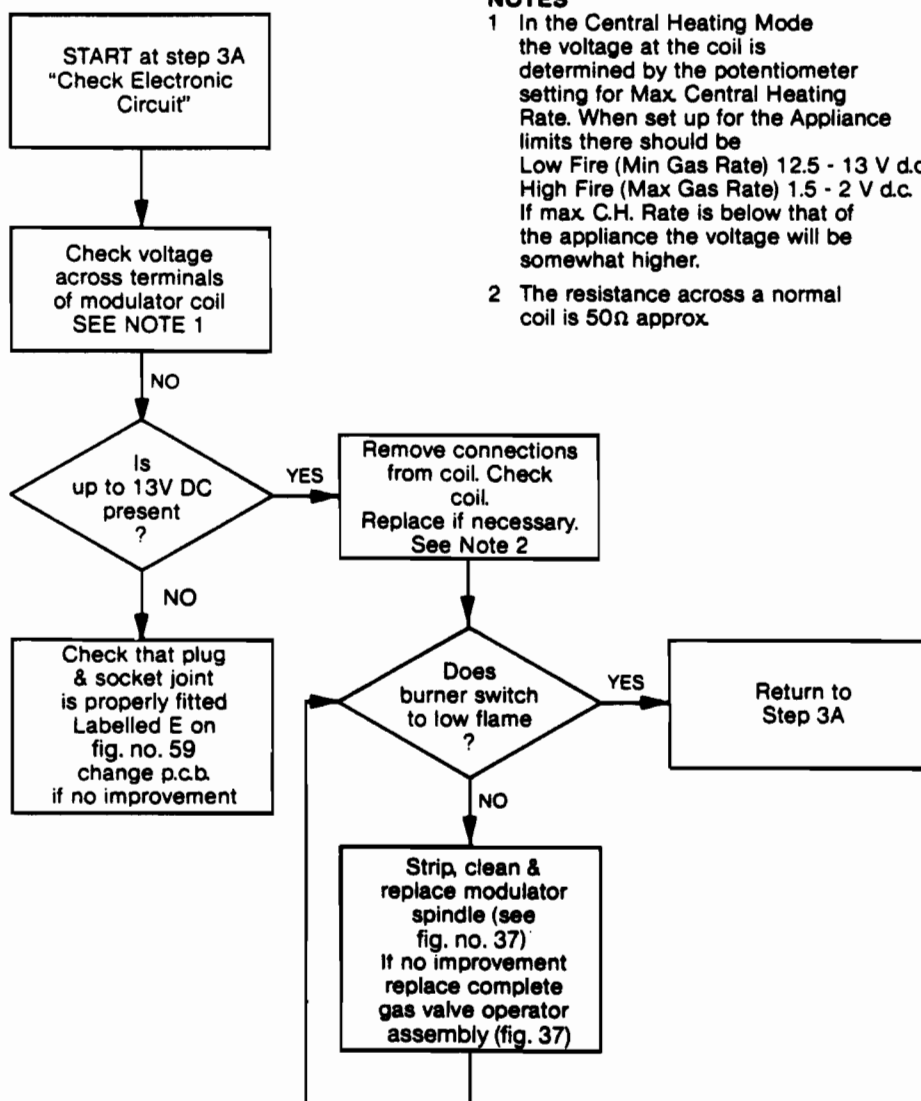 START at step 3A
"Check Electronic
Circuit"
Check voltage
across terminals
of modulator coil
SEE NOTE 1
NO
Is
up to 13V DC
present
?
YES
Remove connections
from coil. Check
coil.
Replace if necessary.
See Note 2
NO
Check that plug
& socket joint
is properly fitted
Labelled E on
fig. no. 59
change p.c.b.
if no improvement
Does
burner switch
to low flame
?
YES
Return to
Step 3A
NO
Strip, clean &
replace modulator
spindle (see
fig. no. 37)
If no improvement
replace complete
gas valve operator
assembly (fig. 37)
NOTES
1 In the Central Heating Mode
the voltage at the coil is
determined by the potentiometer
setting for Max. Central Heating
Rate. When set up for the Appliance
limits there should be
Low Fire (Min Gas Rate) 12.5 - 13 V d.c
High Fire (Max Gas Rate) 1.5 - 2 V d.c.
If max. C.H. Rate is below that of
the appliance the voltage will be
somewhat higher.
2 The resistance across a normal
coil is 50Ω approx.